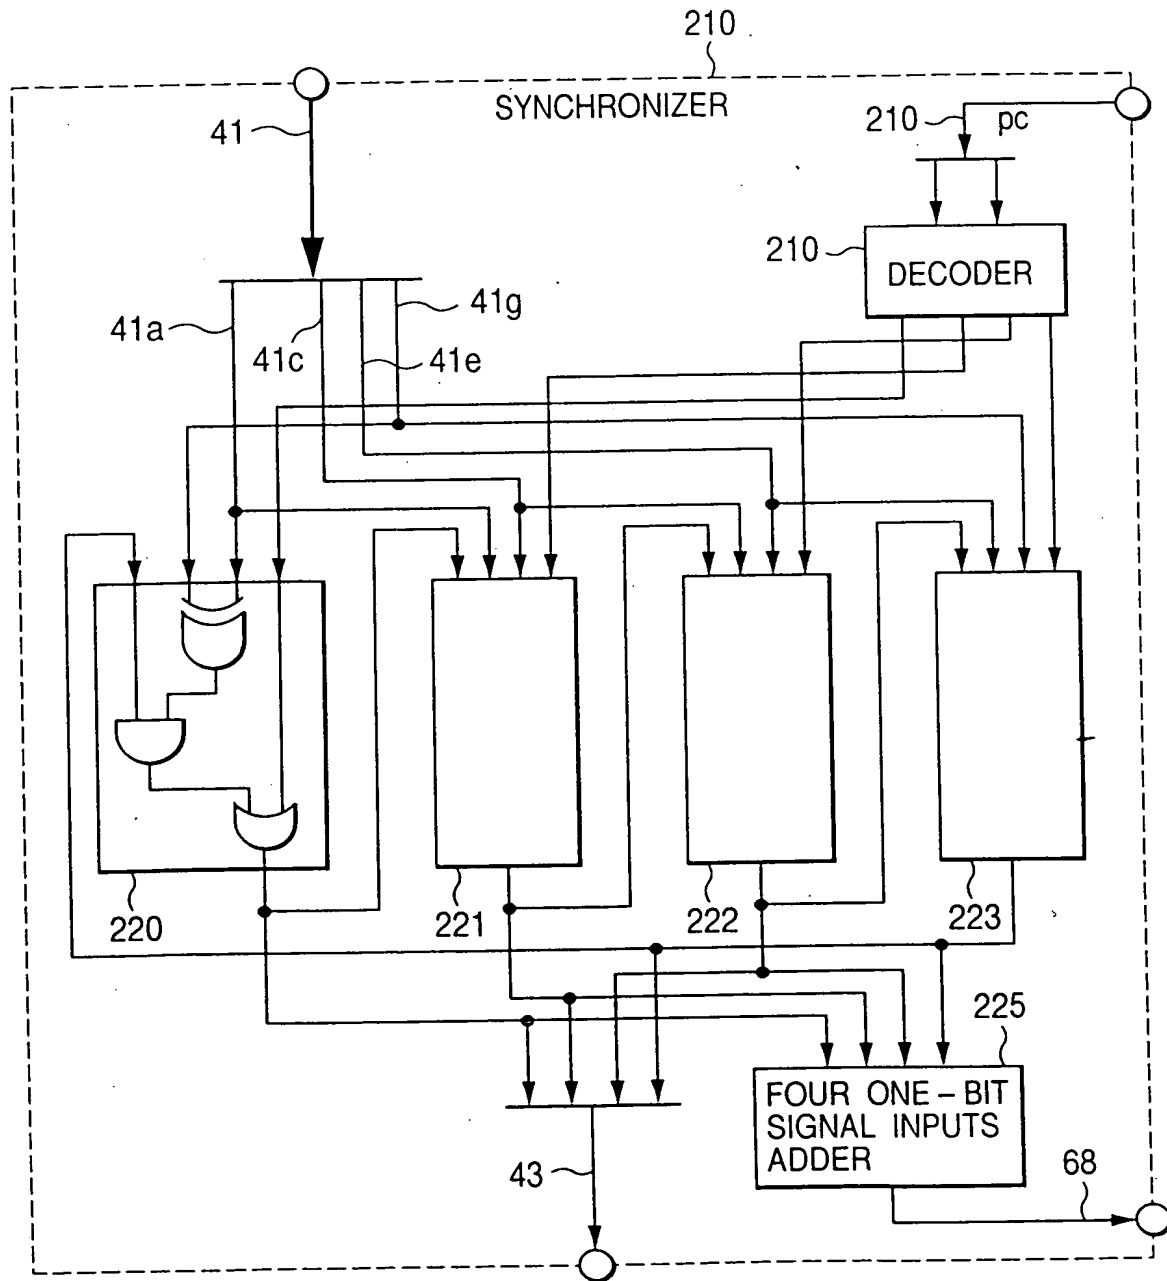 210
SYNCHRONIZER
41
210
pc
210
DECODER
41a
41c
41e
41g
220
221
222
223
225
FOUR ONE-BIT
SIGNAL INPUTS
ADDER
43
68